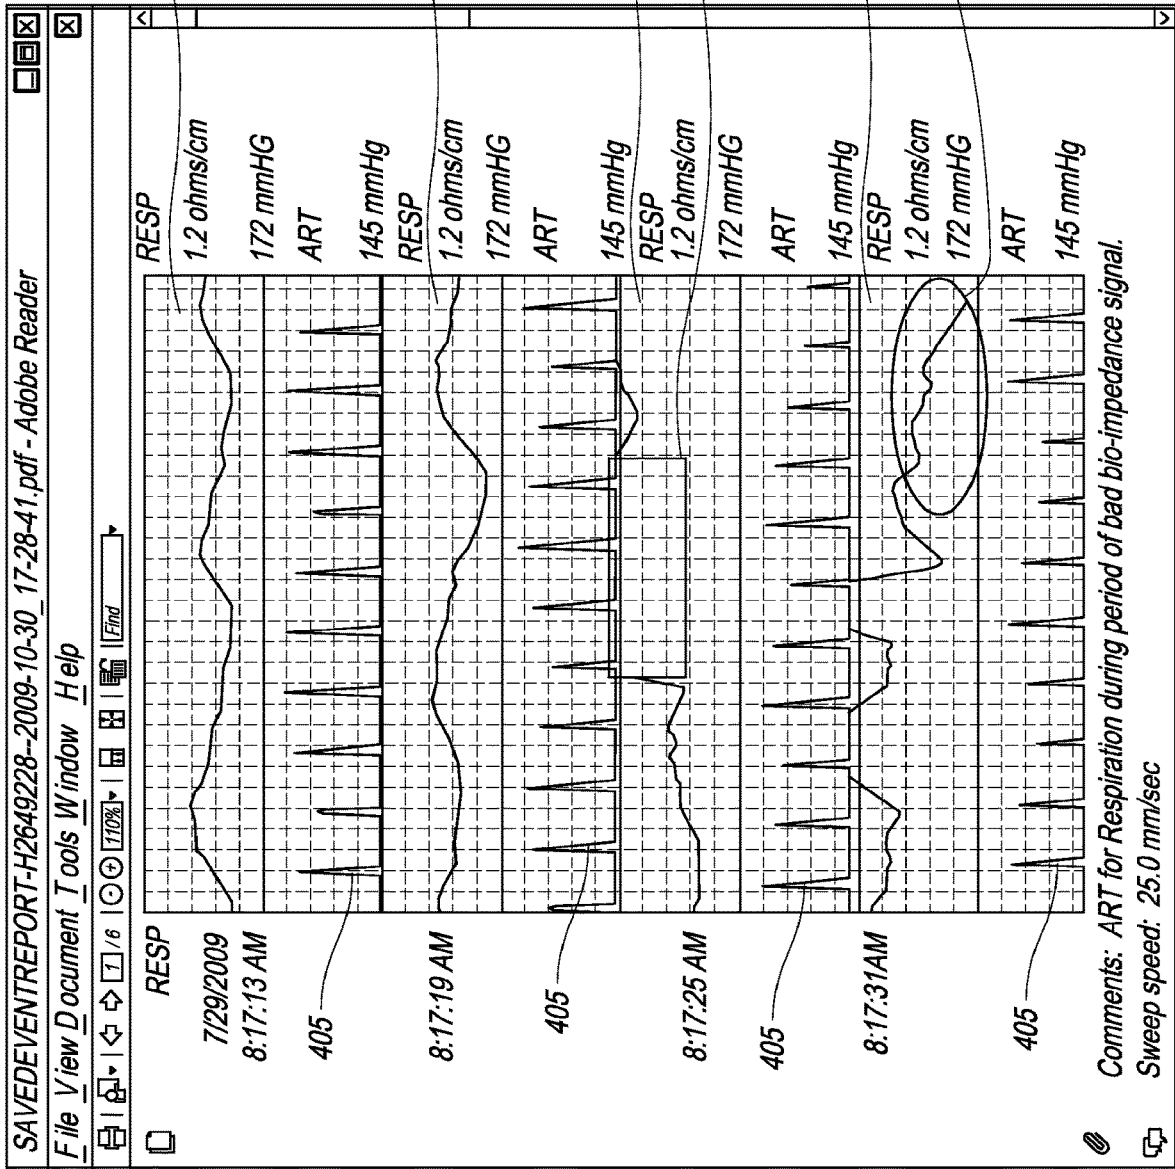 SAVEDEVENTREPORT-H2649228--2009-10-30_17-28-41.pdf - Adobe Reader
File View Document Tools Window Help
1 / 6 110% Find
RESP
RESP
7/29/2009
1.2 ohms/cm
8:17:13 AM
172 mmHG
ART
405
145 mmHg
RESP
8:17:19 AM
1.2 ohms/cm
172 mmHG
ART
405
145 mmHg
RESP
8:17:25 AM
1.2 ohms/cm
172 mmHG
ART
405
145 mmHg
RESP
8:17:31AM
1.2 ohms/cm
172 mmHG
ART
405
145 mmHg
Comments: ART for Respiration during period of bad bio-impedance signal.
Sweep speed: 25.0 mm/sec